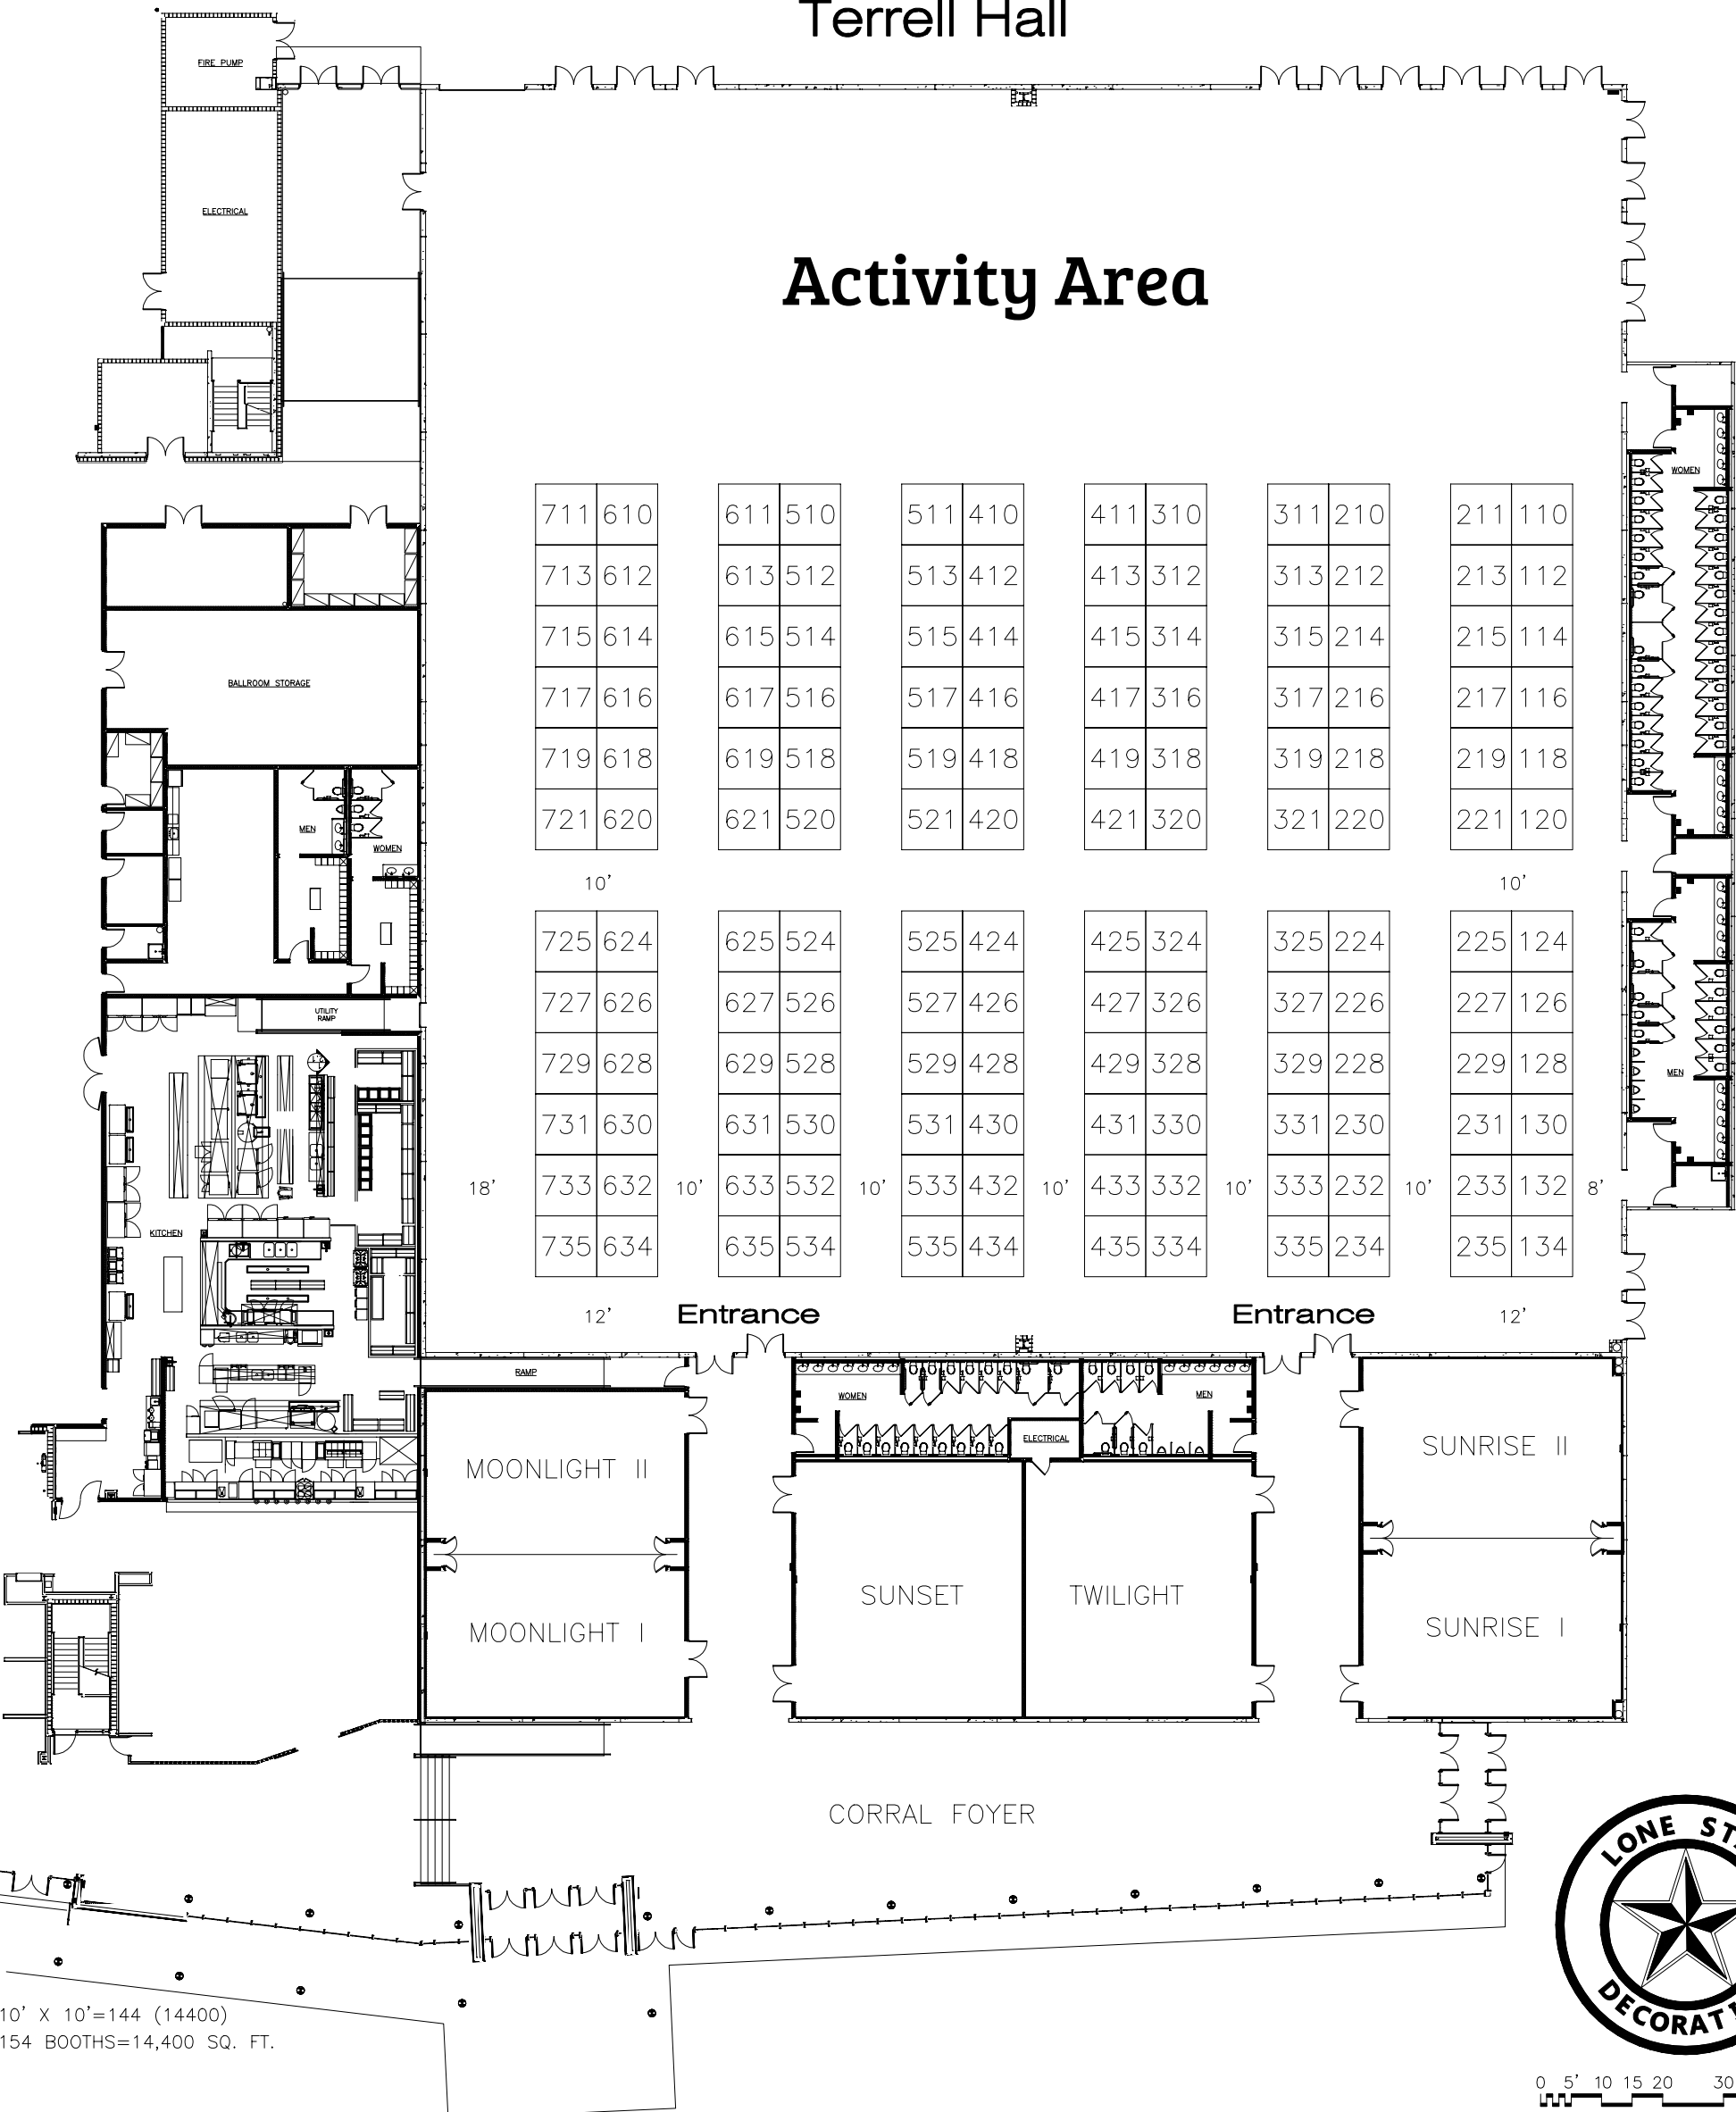 Terrell Hall
FIRE PUMP
ELECTRICAL
Activity Area
WOMEN
711 610 611 510 511 410 411 310 311 210 211 110
713 612 613 512 513 412 413 312 313 212 213 112
715 614 615 514 515 414 415 314 315 214 215 114
BALLROOM STORAGE
717 616 617 516 517 416 417 316 317 216 217 116
719 618 619 518 519 418 419 318 319 218 219 118
721 620 621 520 521 420 421 320 321 220 221 120
MEN
WOMEN
10' 10'
725 624 625 524 525 424 425 324 325 224 225 124
727 626 627 526 527 426 427 326 327 226 227 126
UTILITY
RAMP
729 628 629 528 529 428 429 328 329 228 229 128
MEN
731 630 631 530 531 430 431 330 331 230 231 130
18' 733 632 10' 633 532 10' 533 432 10' 433 332 10' 333 232 10' 233 132 8'
KITCHEN
735 634 635 534 535 434 435 334 335 234 235 134
12' Entrance Entrance 12'
RAMP
WOMEN MEN
ELECTRICAL
MOONLIGHT II
SUNRISE II
SUNSET TWILIGHT
MOONLIGHT I
SUNRISE I
CORRAL FOYER
LONE ST
DECORAT
10' X 10'=144 (14400)
154 BOOTHS=14,400 SQ. FT.
0 5' 10 15 20 30